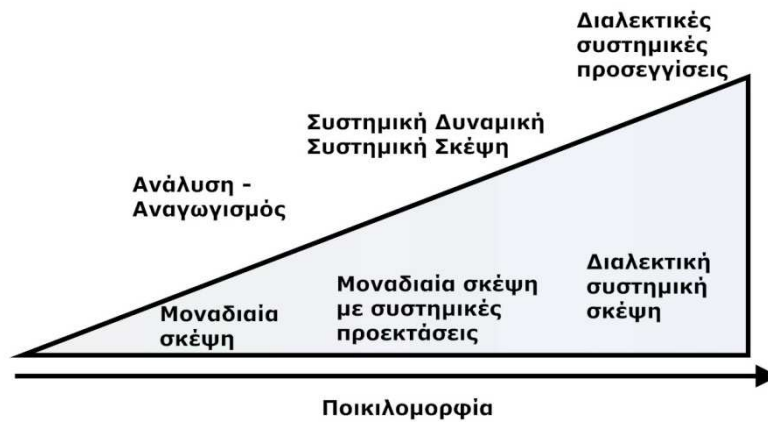 Διαλεκτικές
συστημικές
προσεγγίσεις
Συστημική Δυναμική
Συστημική Σκέψη
Ανάλυση -
Αναγωγισμός
Μοναδιαία
σκέψη
Μοναδιαία σκέψη
με συστημικές
προεκτάσεις
Διαλεκτική
συστημική
σκέψη
Ποικιλομορφία